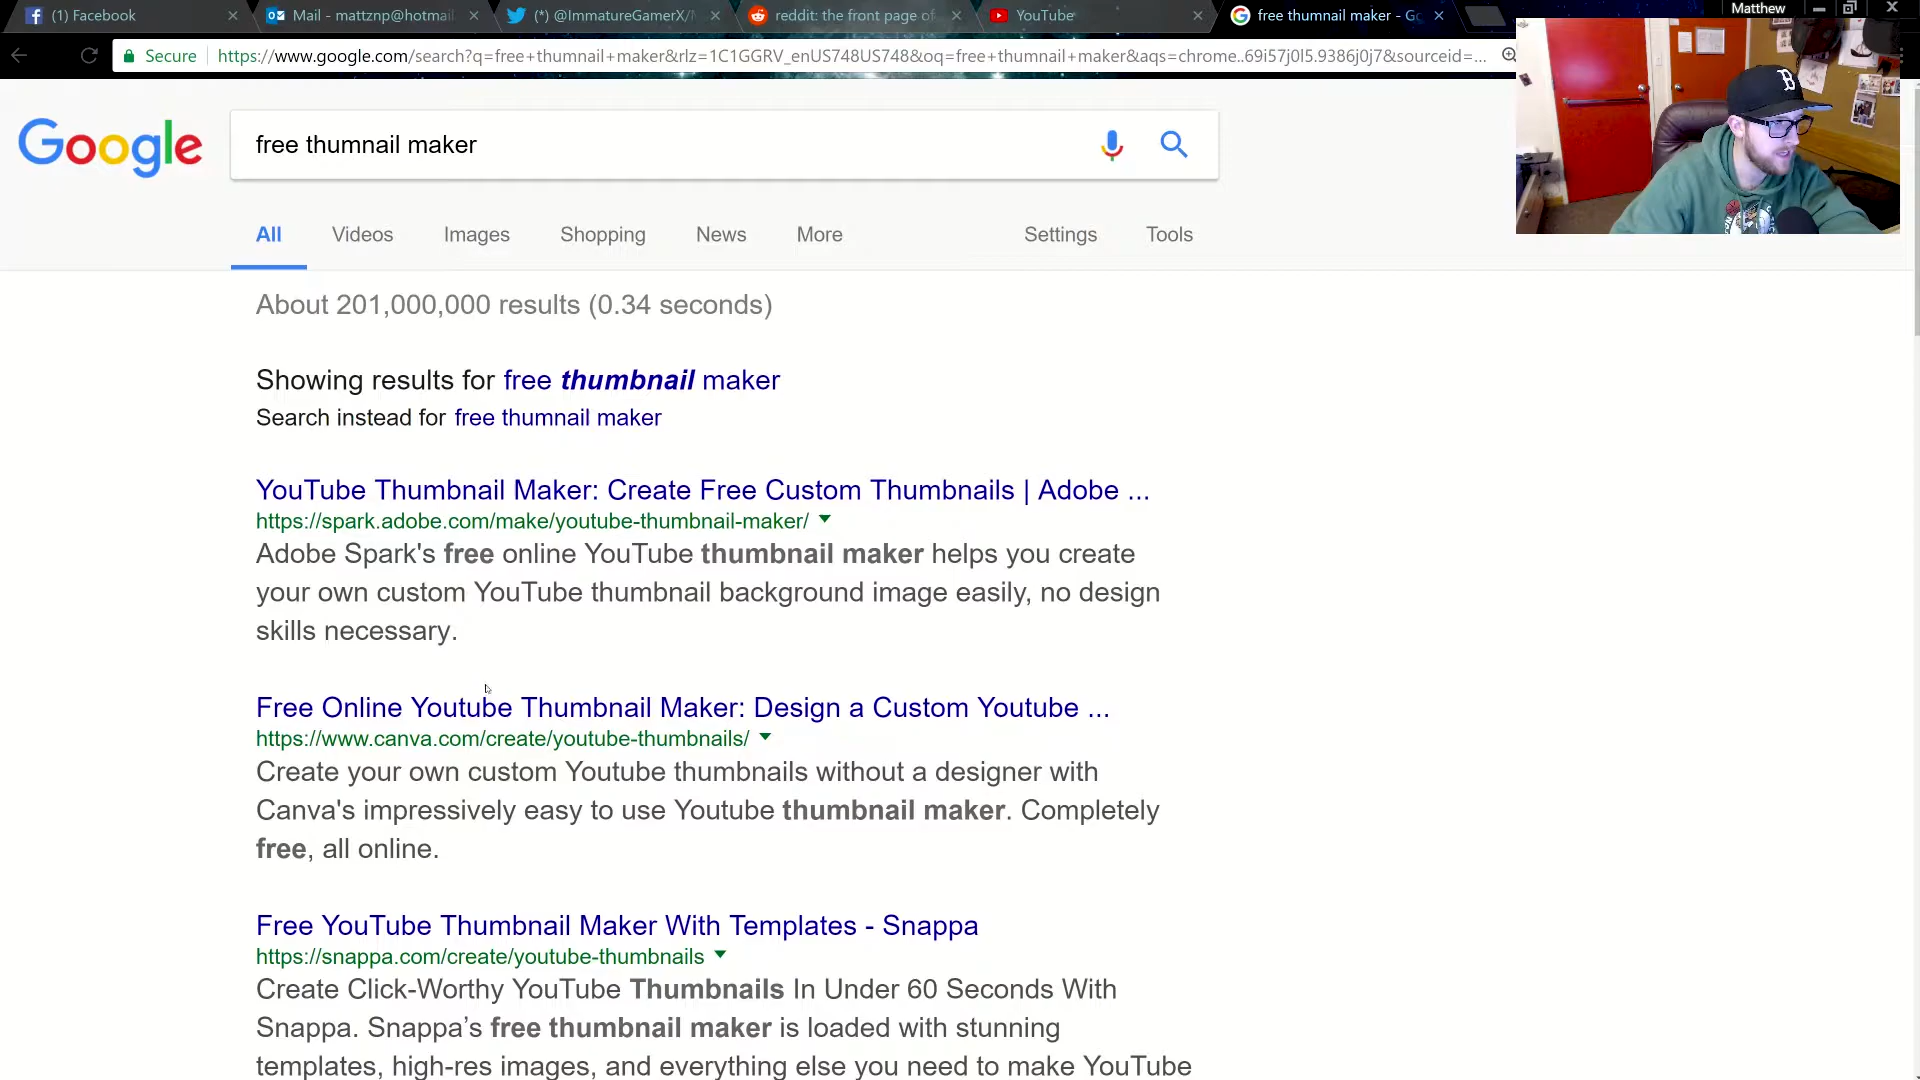 (1) Facebook
Mail - mattznp@hotmail
(*) @ImmatureGamerX/
reddit: the front page of
YouTube
free thumnail maker - Go
Matthew
Secure
https://www.google.com/search?q=free+thumnail+maker&rlz=1C1GGRV_enUS748US748&oq=free+thumnail+maker&aqs=chrome..69i57j0l5.9386j0j7&sourceid=...
Google
free thumnail maker
All
Videos
Images
Shopping
News
More
Settings
Tools
About 201,000,000 results (0.34 seconds)
Showing results for free thumbnail maker
Search instead for free thumnail maker
YouTube Thumbnail Maker: Create Free Custom Thumbnails | Adobe ...
https://spark.adobe.com/make/youtube-thumbnail-maker/
Adobe Spark's free online YouTube thumbnail maker helps you create
your own custom YouTube thumbnail background image easily, no design
skills necessary.
Free Online Youtube Thumbnail Maker: Design a Custom Youtube ...
https://www.canva.com/create/youtube-thumbnails/
Create your own custom Youtube thumbnails without a designer with
Canva's impressively easy to use Youtube thumbnail maker. Completely
free, all online.
Free YouTube Thumbnail Maker With Templates - Snappa
https://snappa.com/create/youtube-thumbnails
Create Click-Worthy YouTube Thumbnails In Under 60 Seconds With
Snappa. Snappa’s free thumbnail maker is loaded with stunning
templates, high-res images, and everything else you need to make YouTube